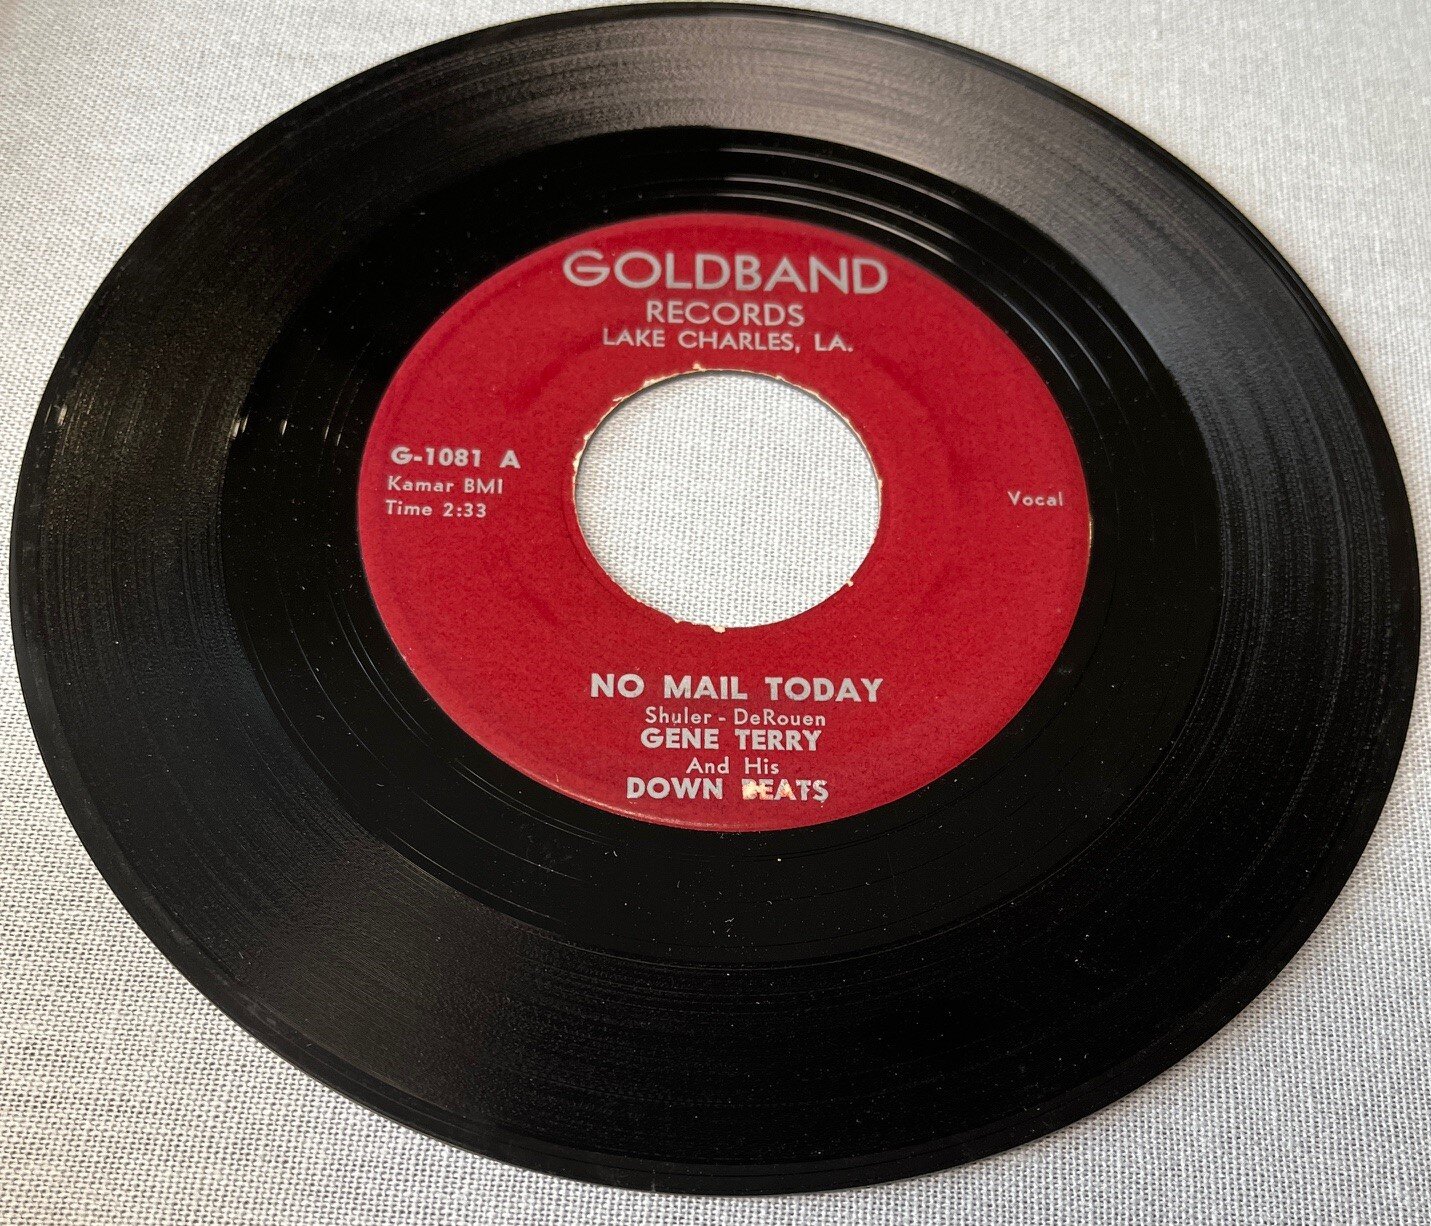 GOLDBAND
RECORDS
LAKE CHARLES, LA.
G-1081 A
Kamar BMI
Time 2:33
Vocal
NO MAIL TODAY
Shuler - DeRouen
GENE TERRY
And His
DOWN BEATS